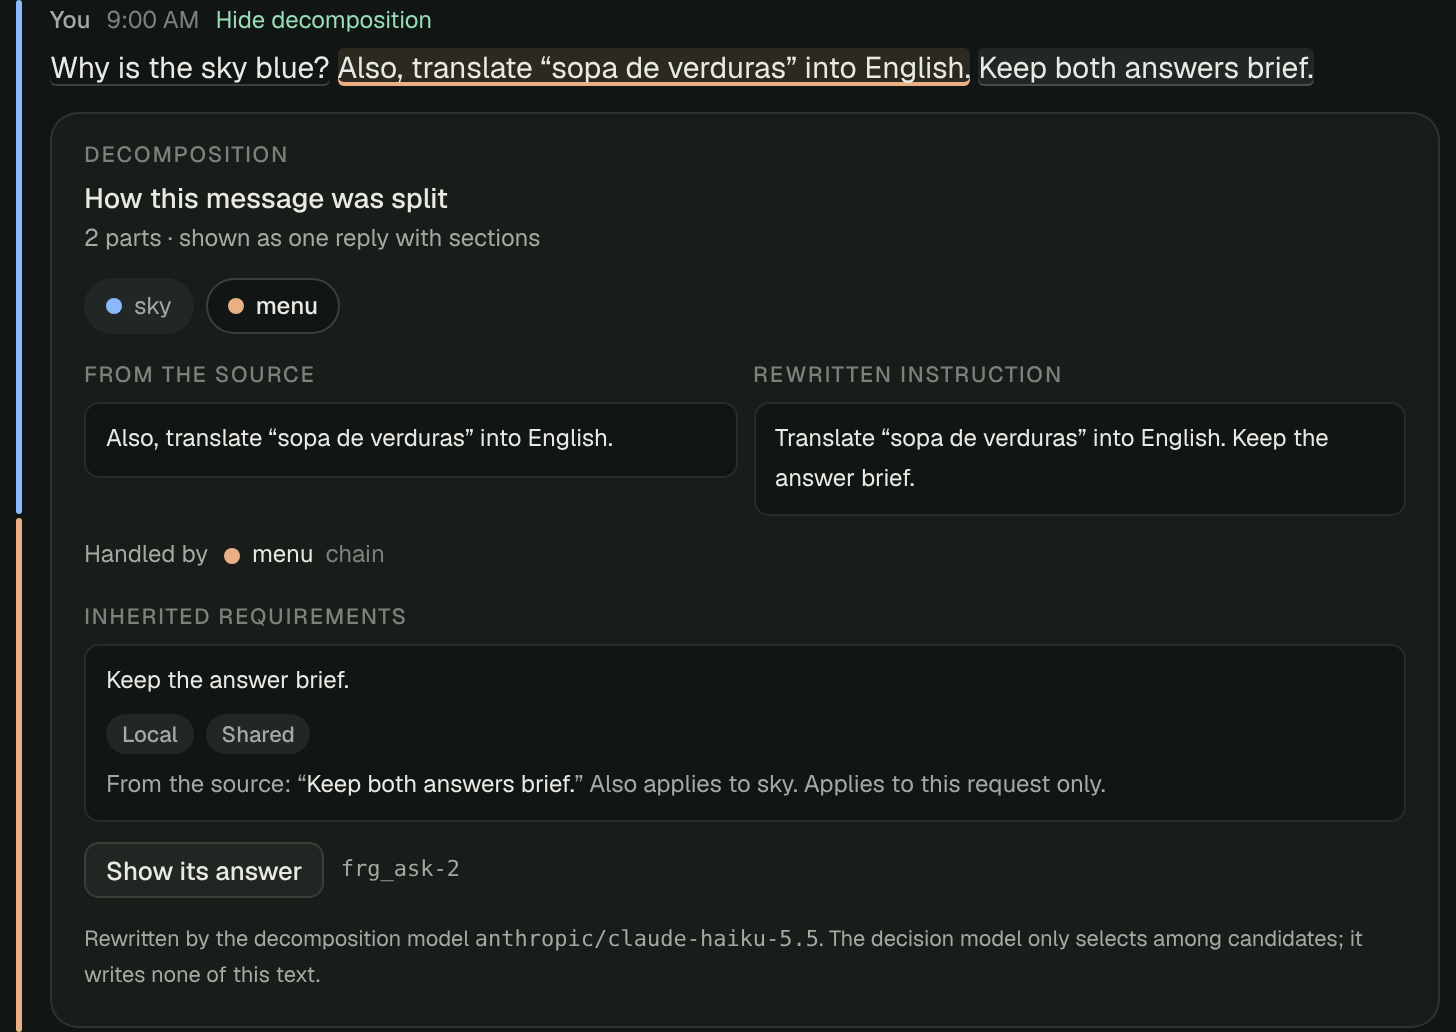 You 9:00 AM Hide decomposition
Why is the sky blue? Also, translate “sopa de verduras” into English. Keep both answers brief.
DECOMPOSITION
How this message was split
2 parts · shown as one reply with sections
sky menu
FROM THE SOURCE
Also, translate “sopa de verduras” into English.
REWRITTEN INSTRUCTION
Translate “sopa de verduras” into English. Keep the
answer brief.
Handled by menu chain
INHERITED REQUIREMENTS
Keep the answer brief.
Local Shared
From the source: “Keep both answers brief.” Also applies to sky. Applies to this request only.
Show its answer frg_ask-2
Rewritten by the decomposition model anthropic/claude-haiku-5.5. The decision model only selects among candidates; it
writes none of this text.